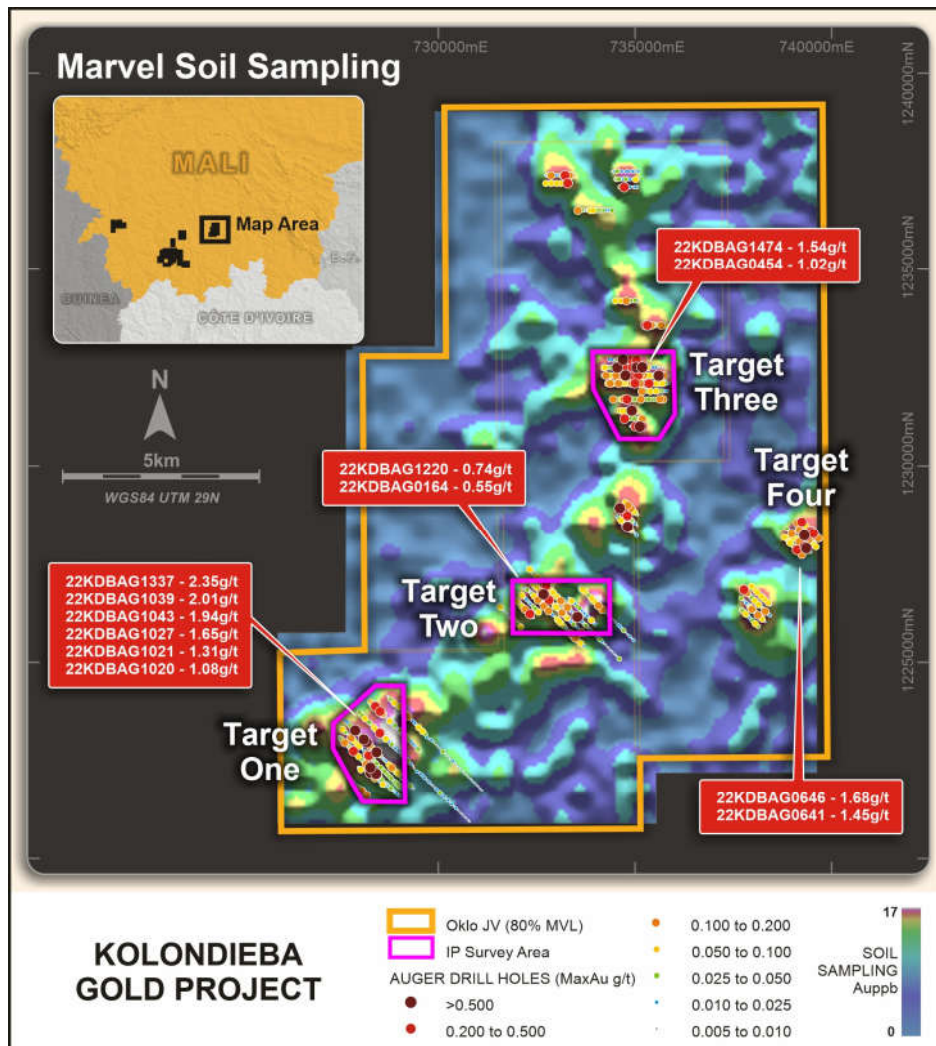 730000mE
735000mE
740000mE
Marvel Soil Sampling
1240000mN
MALI
Map Area
GUINEA
CÔTE D'IVOIRE
B.F.
22KDBAG1474 - 1.54g/t
22KDBAG0454 - 1.02g/t
1235000mN
Target
Three
N
5km
WGS84 UTM 29N
22KDBAG1220 - 0.74g/t
22KDBAG0164 - 0.55g/t
1230000mN
Target
Four
22KDBAG1337 - 2.35g/t
22KDBAG1039 - 2.01g/t
22KDBAG1043 - 1.94g/t
22KDBAG1027 - 1.65g/t
22KDBAG1021 - 1.31g/t
22KDBAG1020 - 1.08g/t
Target
Two
1225000mN
Target
One
22KDBAG0646 - 1.68g/t
22KDBAG0641 - 1.45g/t
KOLONDIEBA
GOLD PROJECT
Oklo JV (80% MVL)
IP Survey Area
AUGER DRILL HOLES (MaxAu g/t)
>0.500
0.200 to 0.500
0.100 to 0.200
0.050 to 0.100
0.025 to 0.050
0.010 to 0.025
0.005 to 0.010
17
SOIL
SAMPLING
Auppb
0